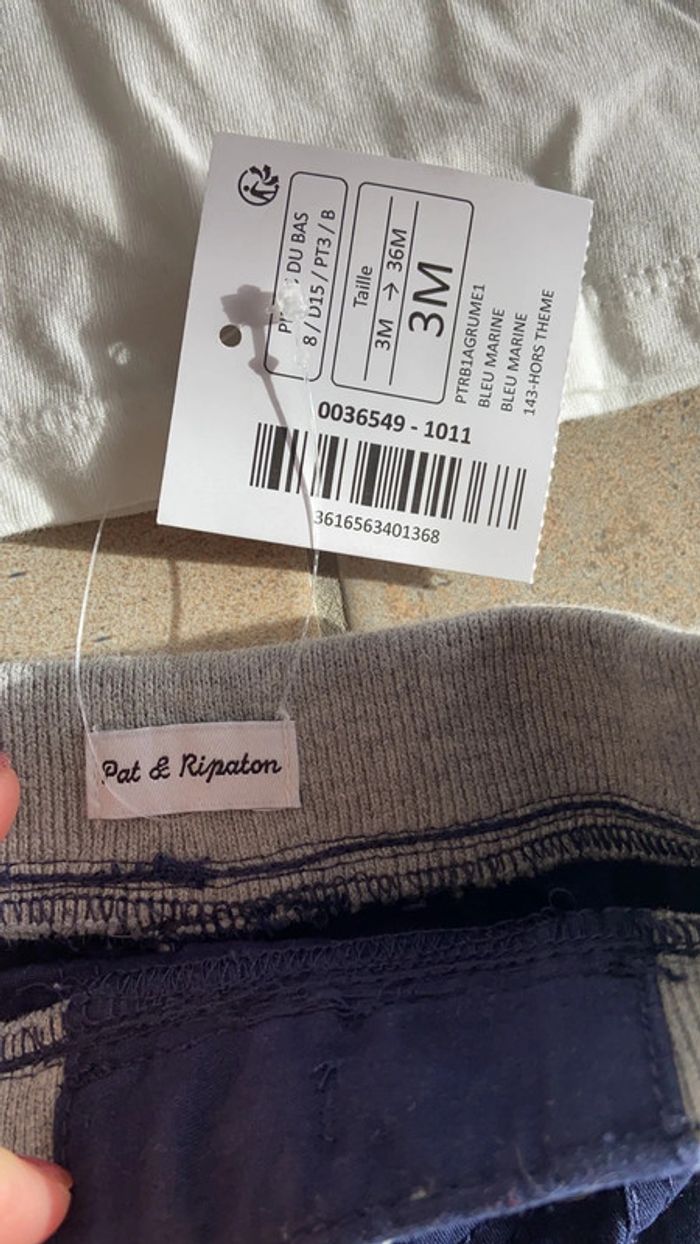 DU BAS
8 / D15 / PT3 / B
Taille
3M → 36M
3M
PTRB1AGRUME1
BLEU MARINE
BLEU MARINE
143-HORS THEME
0036549 - 1011
3616563401368
Pat & Ripaton